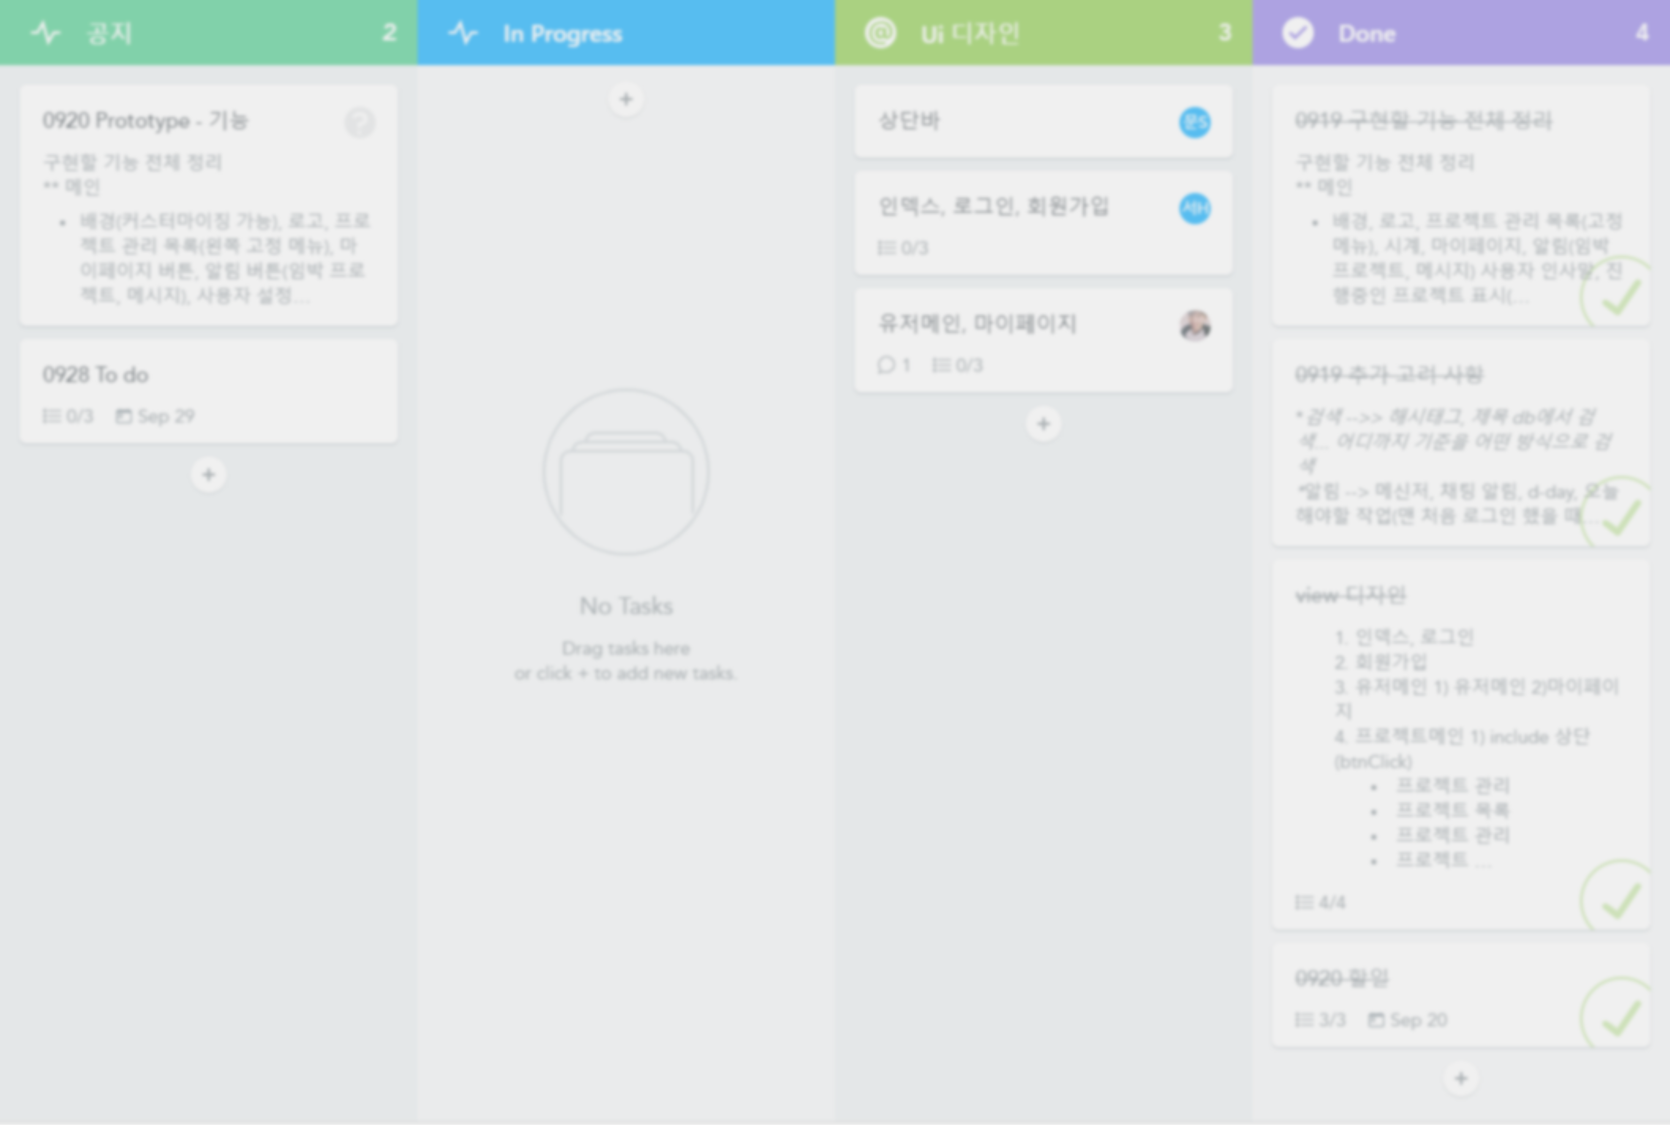 공지 2
0920 Prototype - 기능
구현할 기능 전체 정리
** 메인
• 배경(커스터마이징 가능), 로고, 프로
젝트 관리 목록(왼쪽 고정 메뉴), 마
이페이지 버튼, 알림 버튼(임박 프로
젝트, 메시지), 사용자 설정...
0928 To do
0/3 Sep 29
+
In Progress
+
No Tasks
Drag tasks here
or click + to add new tasks.
Ui 디자인 3
상단바 문S
인덱스, 로그인, 회원가입
0/3
유저메인, 마이페이지
1 0/3
+
Done 4
0919 구현할 기능 전체 정리
구현할 기능 전체 정리
** 메인
• 배경, 로고, 프로젝트 관리 목록(고정
메뉴), 시계, 마이페이지, 알림(임박
프로젝트, 메시지) 사용자 인사말, 진
행중인 프로젝트 표시(...
0919 추가 고려 사항
* 검색 -->> 해시태그, 제목 db에서 검
색... 어디까지 기준을 어떤 방식으로 검
색
*알림 --> 메신저, 채팅 알림, d-day, 오늘
해야할 작업(맨 처음 로그인 했을 때...
view 디자인
1. 인덱스, 로그인
2. 회원가입
3. 유저메인 1) 유저메인 2)마이페이
지
4. 프로젝트메인 1) include 상단
(btnClick)
• 프로젝트 관리
• 프로젝트 목록
• 프로젝트 관리
• 프로젝트 ...
4/4
0920 할일
3/3 Sep 20
+